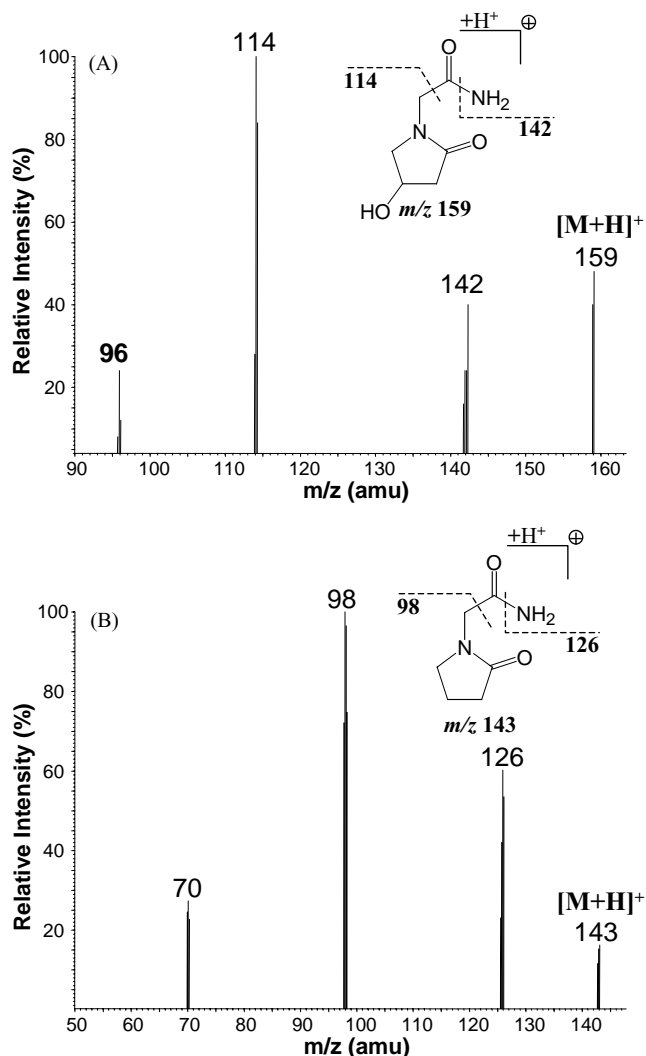 (A)
114
+H⁺
⊕
O
114
NH₂
142
N
O
HO
m/z 159
[M+H]⁺
159
142
96
Relative Intensity (%)
100
80
60
40
20
90 100 110 120 130 140 150 160
m/z (amu)
(B)
98
+H⁺
⊕
O
98
NH₂
126
N
O
m/z 143
126
[M+H]⁺
143
70
Relative Intensity (%)
100
80
60
40
20
50 60 70 80 90 100 110 120 130 140
m/z (amu)